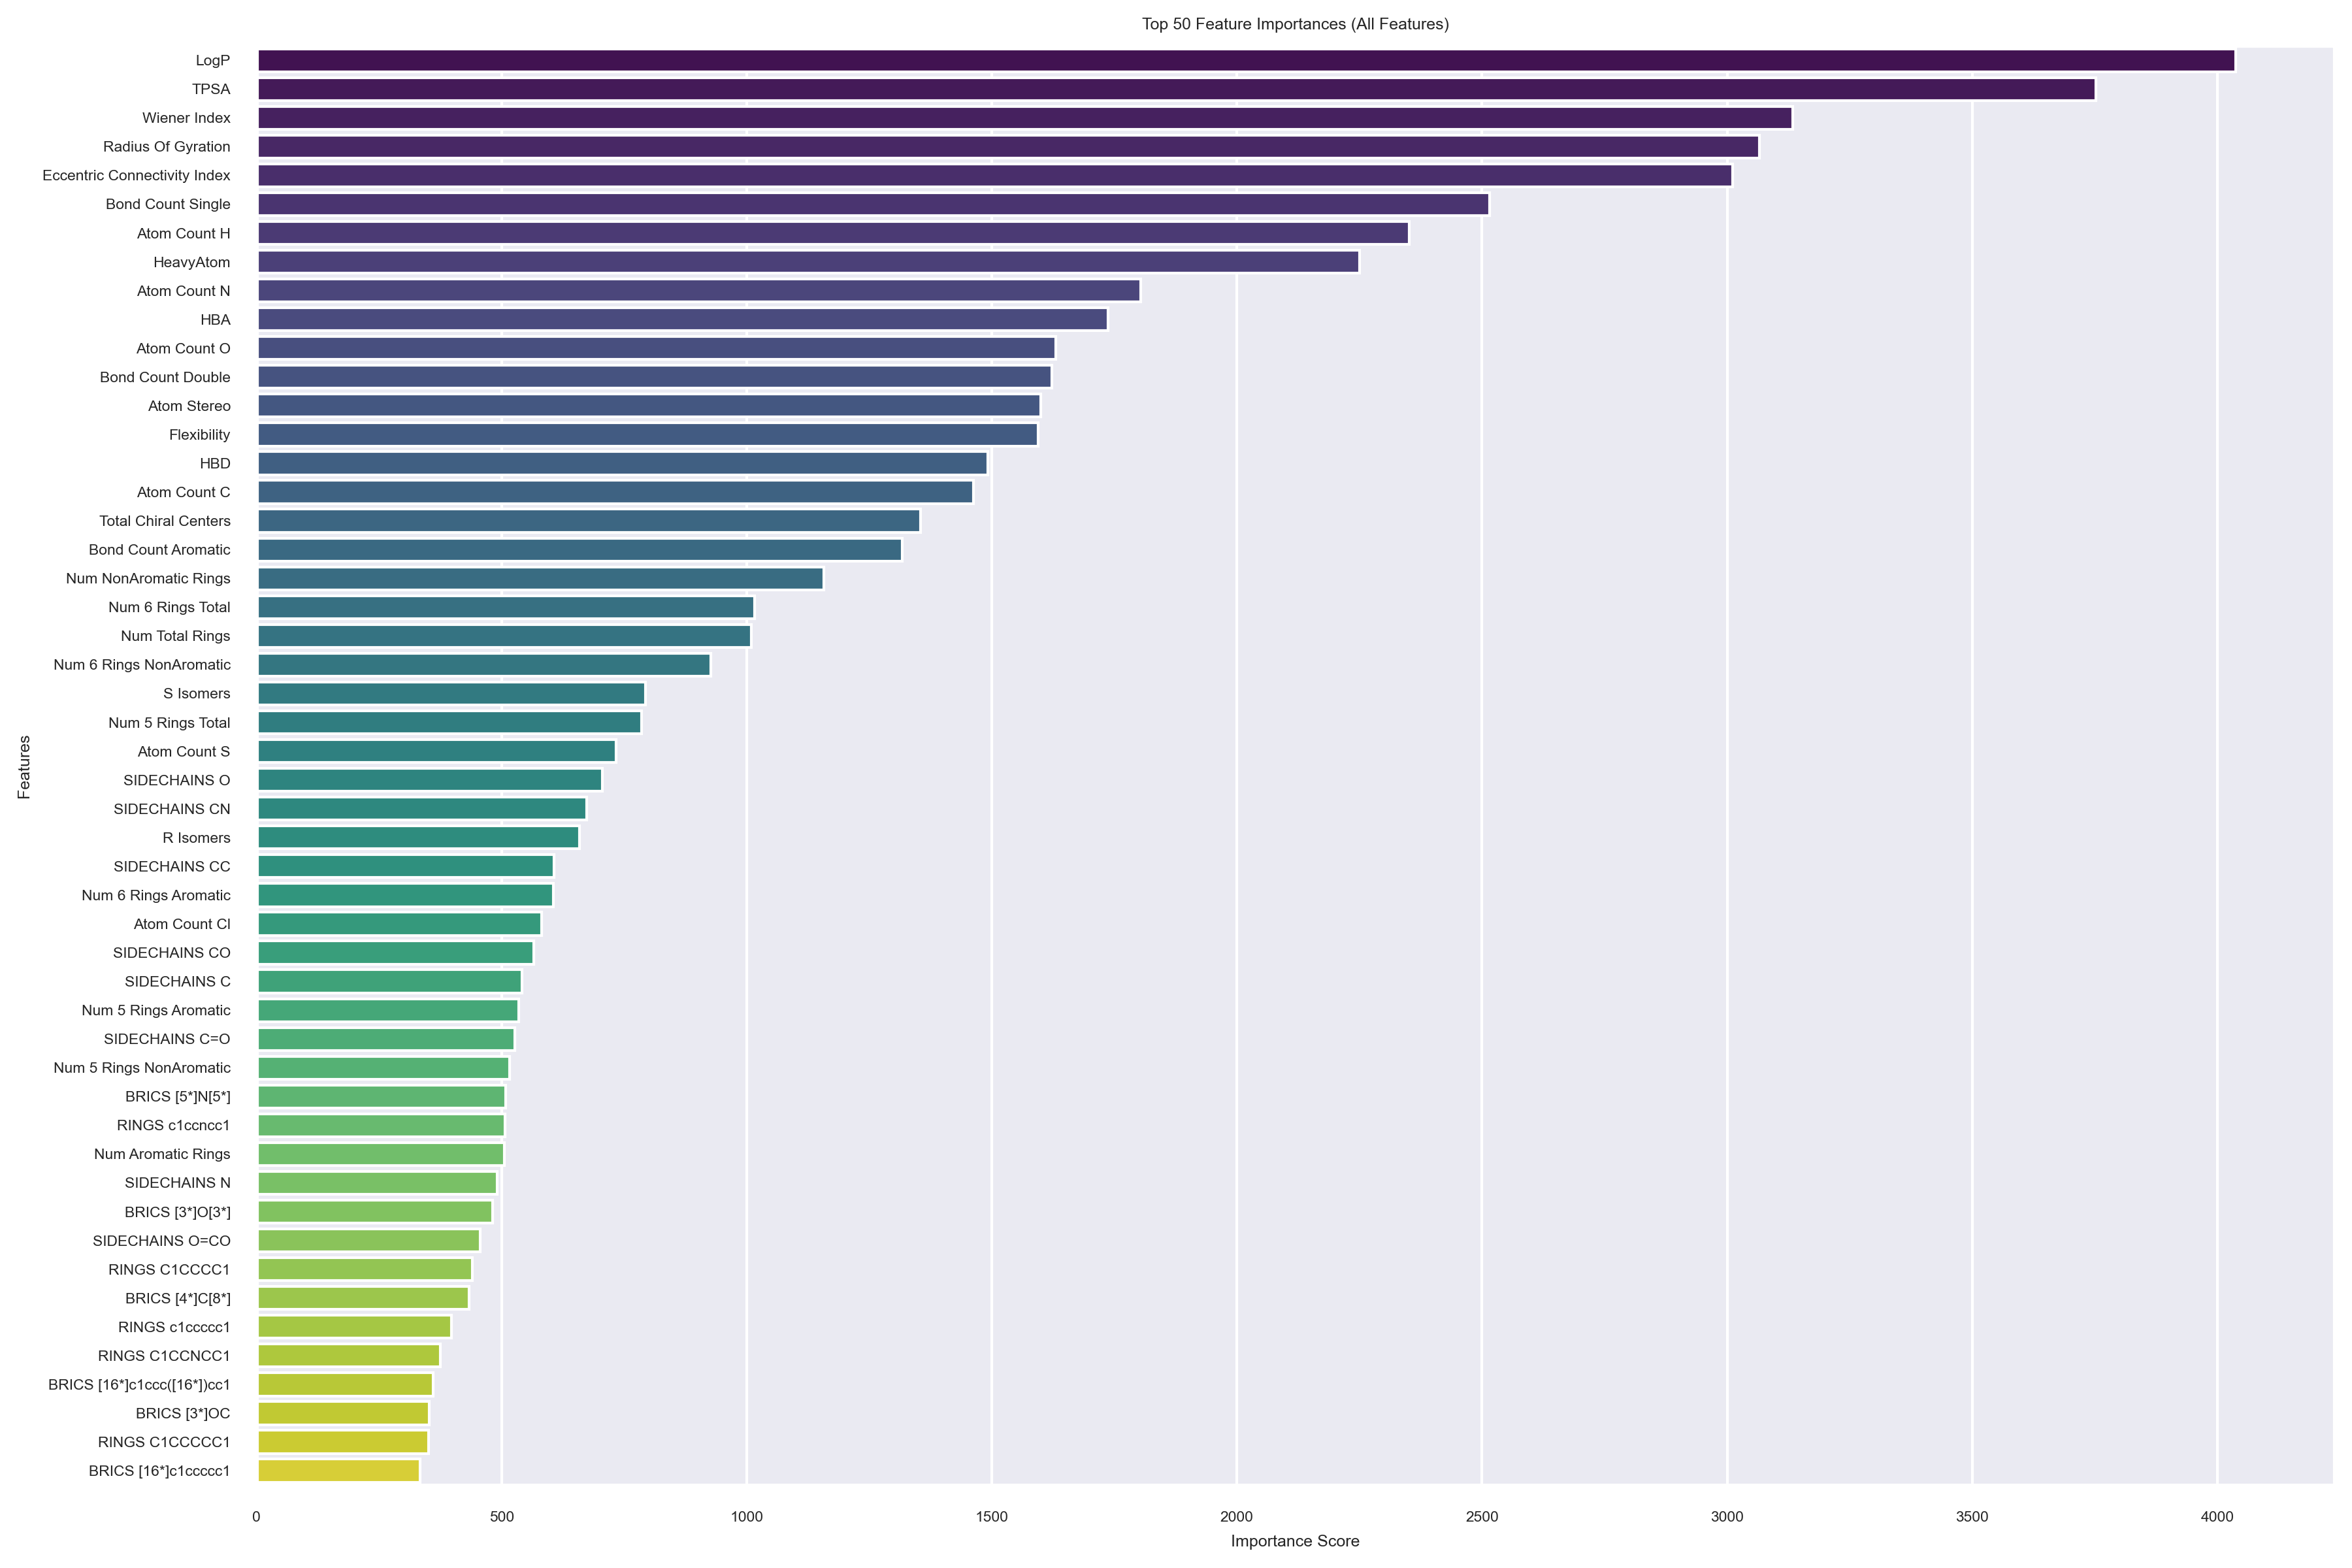 Top 50 Feature Importances (All Features)
LogP
TPSA
Wiener Index
Radius Of Gyration
Eccentric Connectivity Index
Bond Count Single
Atom Count H
HeavyAtom
Atom Count N
HBA
Atom Count O
Bond Count Double
Atom Stereo
Flexibility
HBD
Atom Count C
Total Chiral Centers
Bond Count Aromatic
Num NonAromatic Rings
Num 6 Rings Total
Num Total Rings
Num 6 Rings NonAromatic
S Isomers
Num 5 Rings Total
Atom Count S
SIDECHAINS O
SIDECHAINS CN
R Isomers
SIDECHAINS CC
Num 6 Rings Aromatic
Atom Count Cl
SIDECHAINS CO
SIDECHAINS C
Num 5 Rings Aromatic
SIDECHAINS C=O
Num 5 Rings NonAromatic
BRICS [5*]N[5*]
RINGS c1ccncc1
Num Aromatic Rings
SIDECHAINS N
BRICS [3*]O[3*]
SIDECHAINS O=CO
RINGS C1CCCC1
BRICS [4*]C[8*]
RINGS c1ccccc1
RINGS C1CCNCC1
BRICS [16*]c1ccc([16*])cc1
BRICS [3*]OC
RINGS C1CCCCC1
BRICS [16*]c1ccccc1
Features
0 500 1000 1500 2000 2500 3000 3500 4000
Importance Score